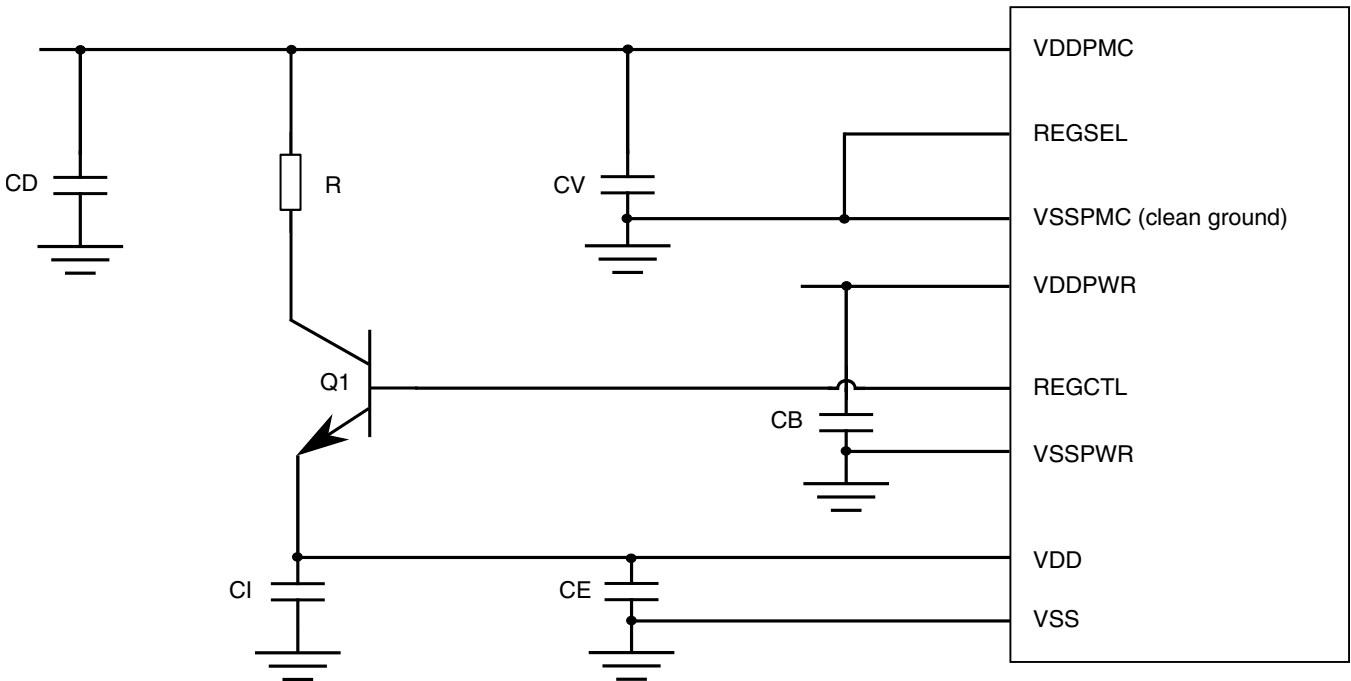 VDDPMC
REGSEL
CD
R
CV
VSSPMC (clean ground)
VDDPWR
Q1
REGCTL
CB
VSSPWR
VDD
CI
CE
VSS